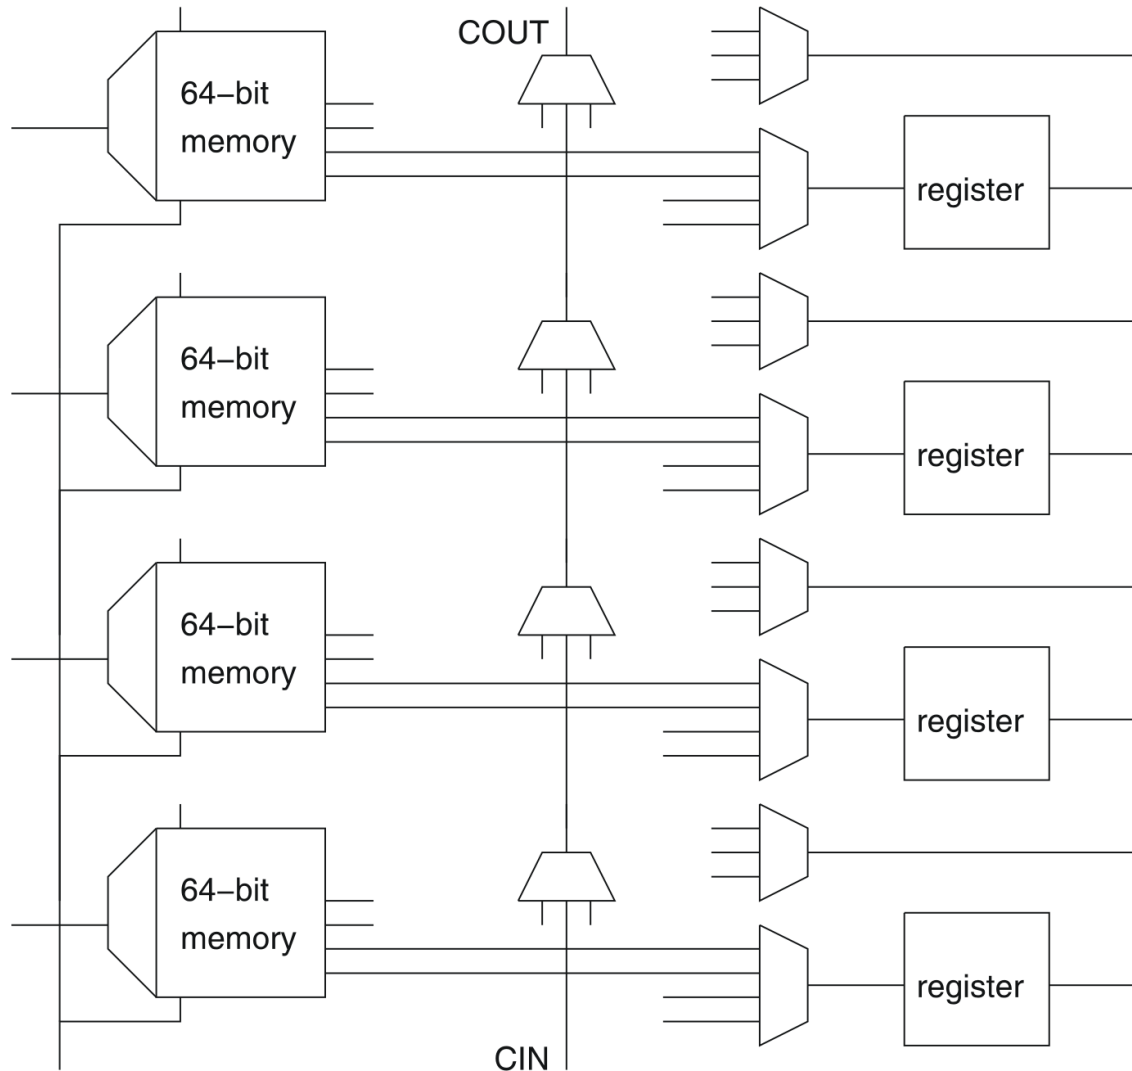 COUT
64–bit
memory
register
64–bit
memory
register
64–bit
memory
register
64–bit
memory
register
CIN